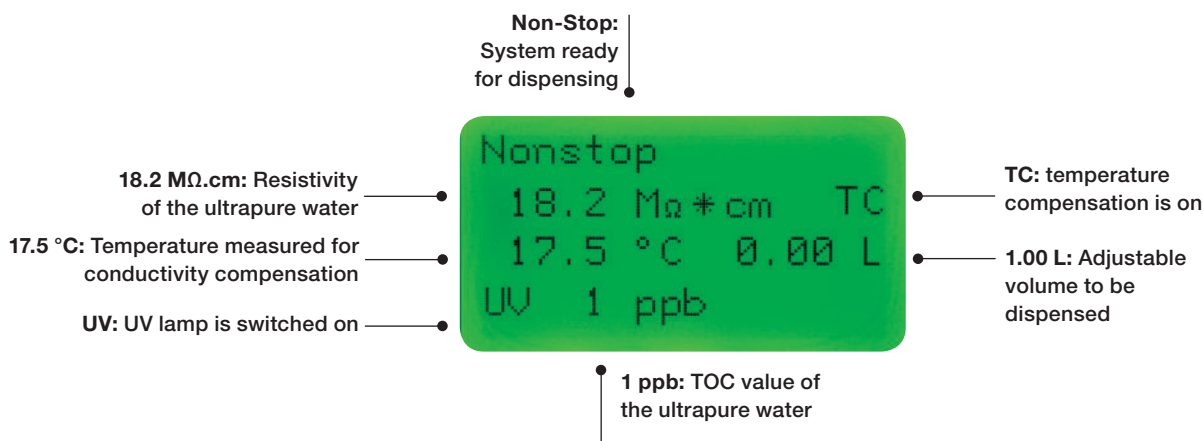 Non-Stop:
System ready
for dispensing
18.2 MΩ.cm: Resistivity
of the ultrapure water
17.5 °C: Temperature measured for
conductivity compensation
UV: UV lamp is switched on
Nonstop
18.2 MΩ*cm TC
17.5 °C 0.00 L
UV 1 ppb
TC: temperature
compensation is on
1.00 L: Adjustable
volume to be
dispensed
1 ppb: TOC value of
the ultrapure water